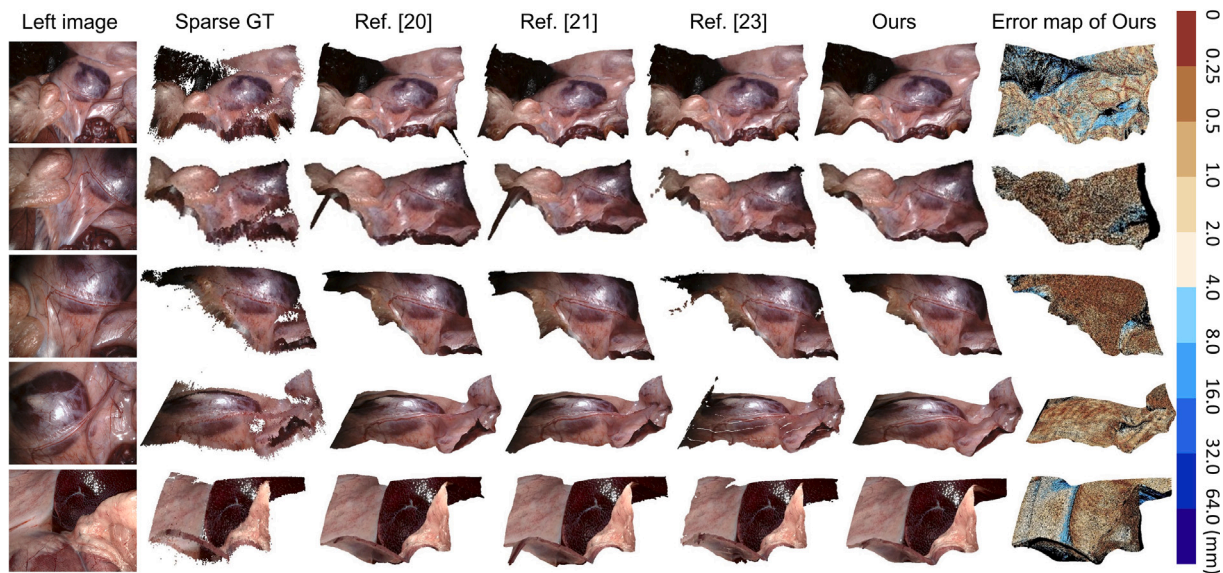 Left image
Sparse GT
Ref. [20]
Ref. [21]
Ref. [23]
Ours
Error map of Ours
0
0.25
0.5
1.0
2.0
4.0
8.0
16.0
32.0
64.0 (mm)